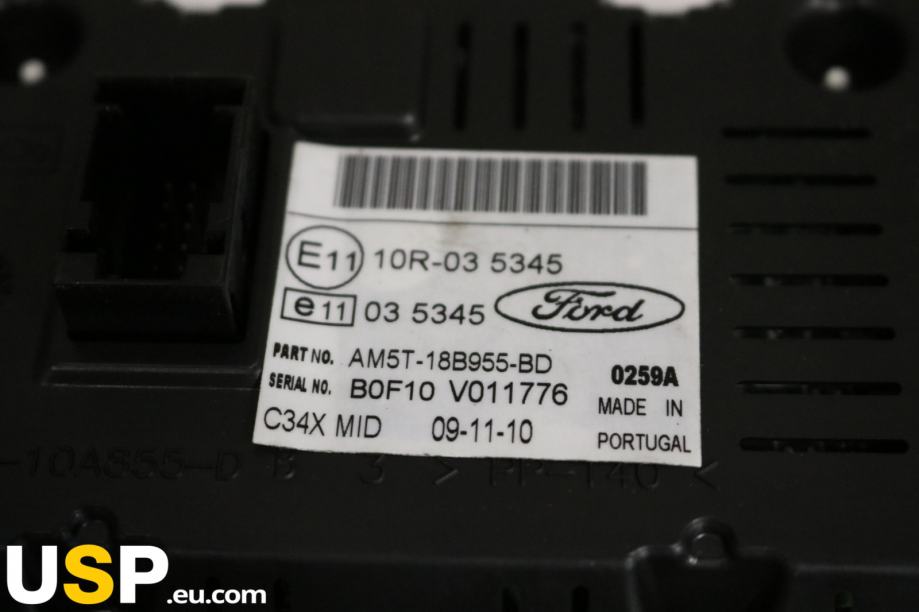 E11 10R-03 5345
e11 03 5345 Ford
PART NO. AM5T-18B955-BD 0259A
SERIAL NO. B0F10 V011776 MADE IN
C34X MID 09-11-10 PORTUGAL
B 3 >
USP.eu.com